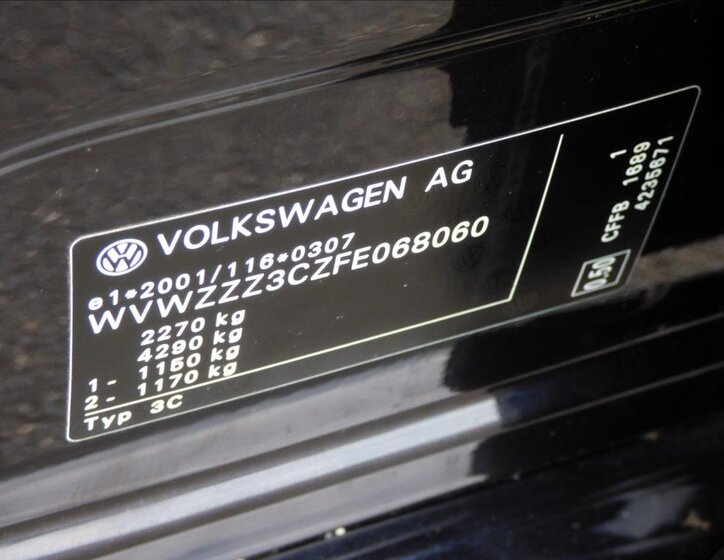 VOLKSWAGEN AG
e1*2001/116*0307
WVWZZZ3CZFE068060
2270 kg
4290 kg
1- 1150 kg
2- 1170 kg
Typ 3C
1
CFFB 1689
4235671
0.50